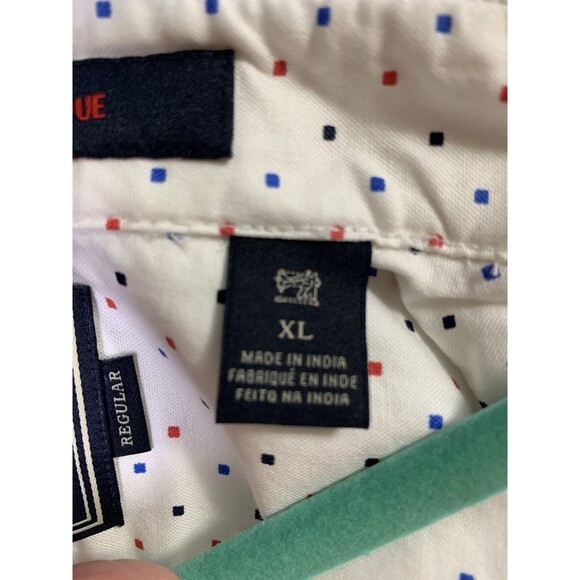 UE
XL
MADE IN INDIA
FABRIQUÉ EN INDE
FEITO NA INDIA
REGULAR